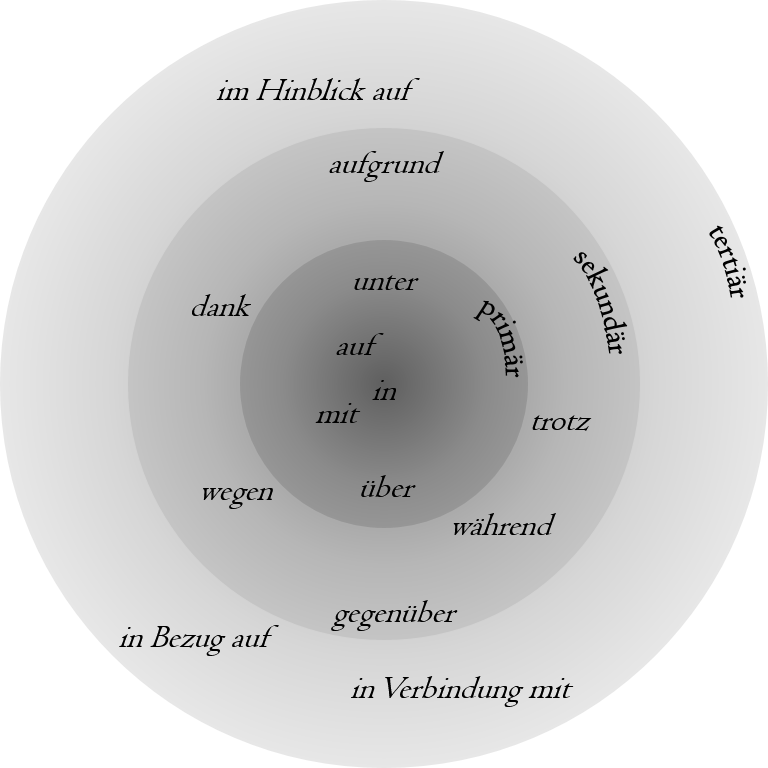 im Hinblick auf
aufgrund
tertiär
sekundär
unter
dank
primär
auf
in
mit
trotz
über
wegen
während
gegenüber
in Bezug auf
in Verbindung mit